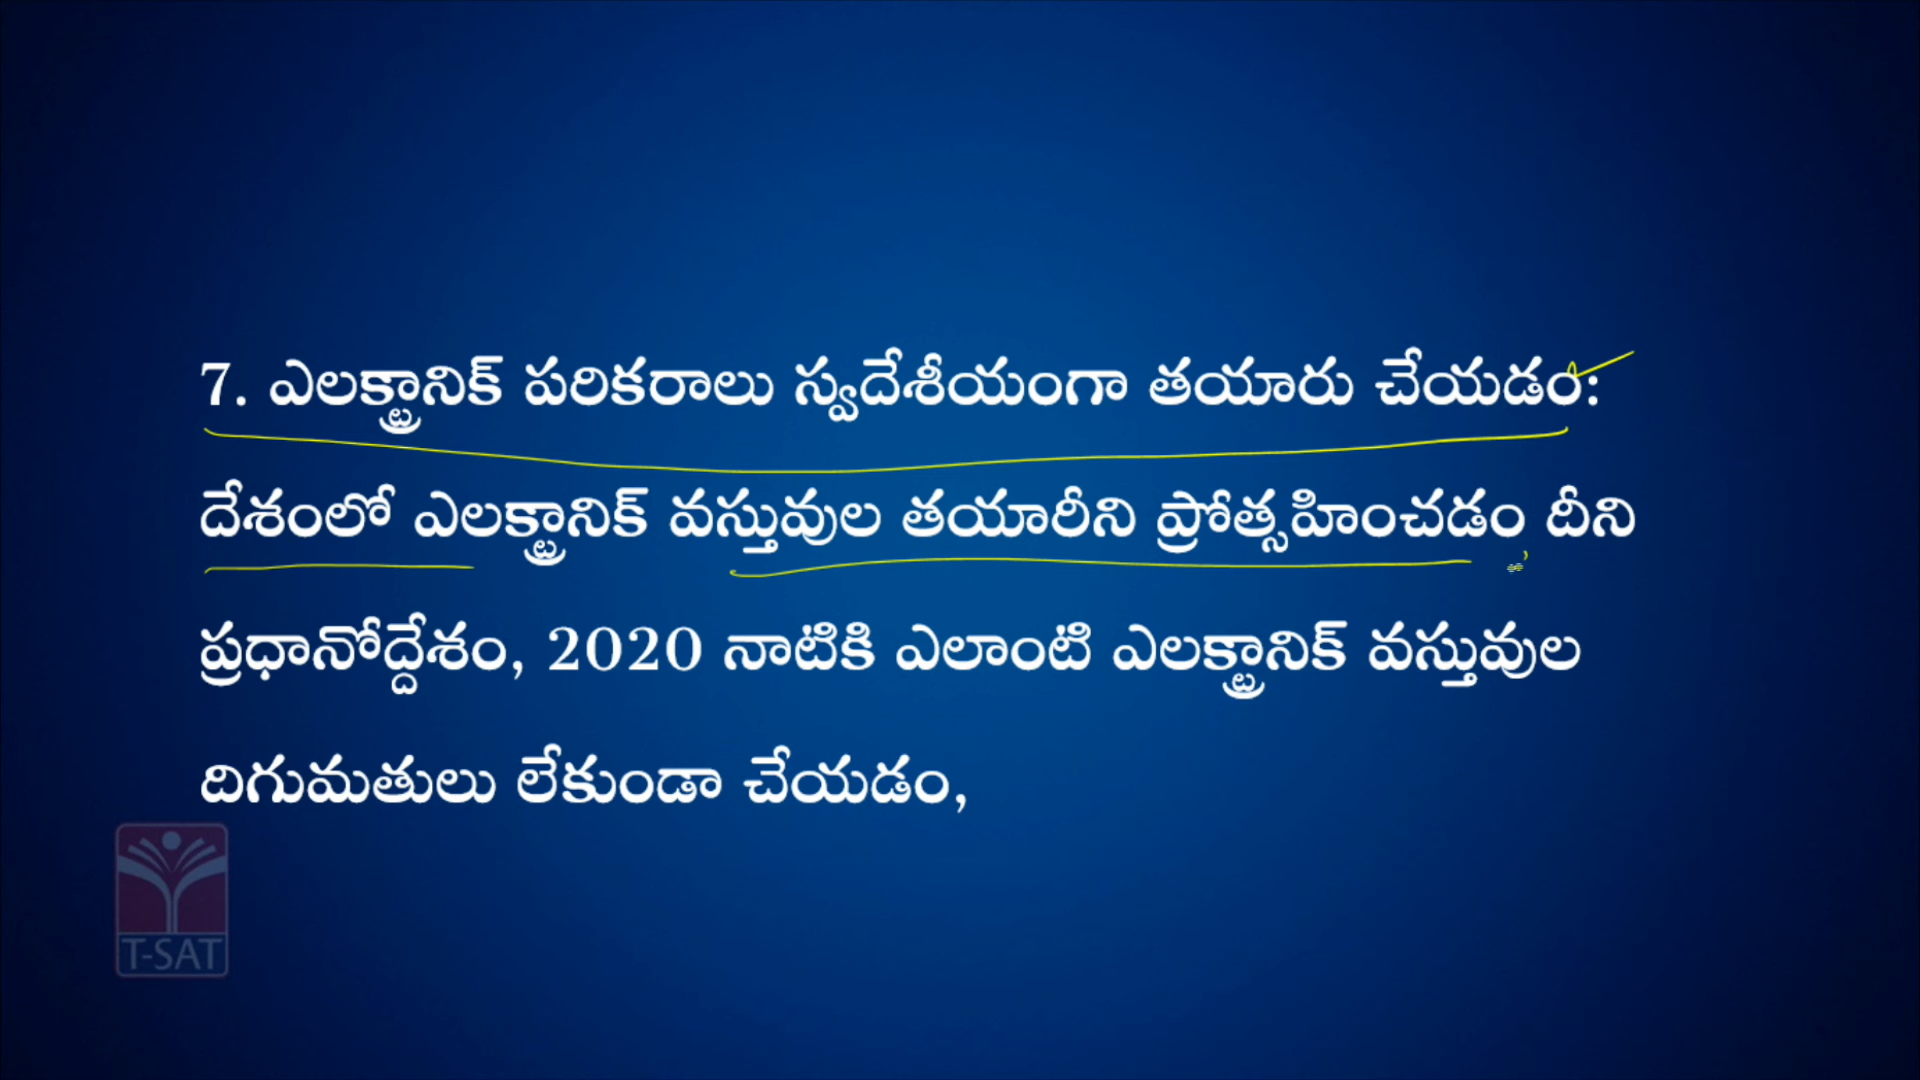 7. ఎలక్ట్రానిక్ పరికరాలు స్వదేశీయంగా తయారు చేయడం:
దేశంలో ఎలక్ట్రానిక్ వస్తువుల తయారీని ప్రోత్సహించడం దీని
ప్రధానోద్దేశం, 2020 నాటికి ఎలాంటి ఎలక్ట్రానిక్ వస్తువుల
దిగుమతులు లేకుండా చేయడం,
T-SAT